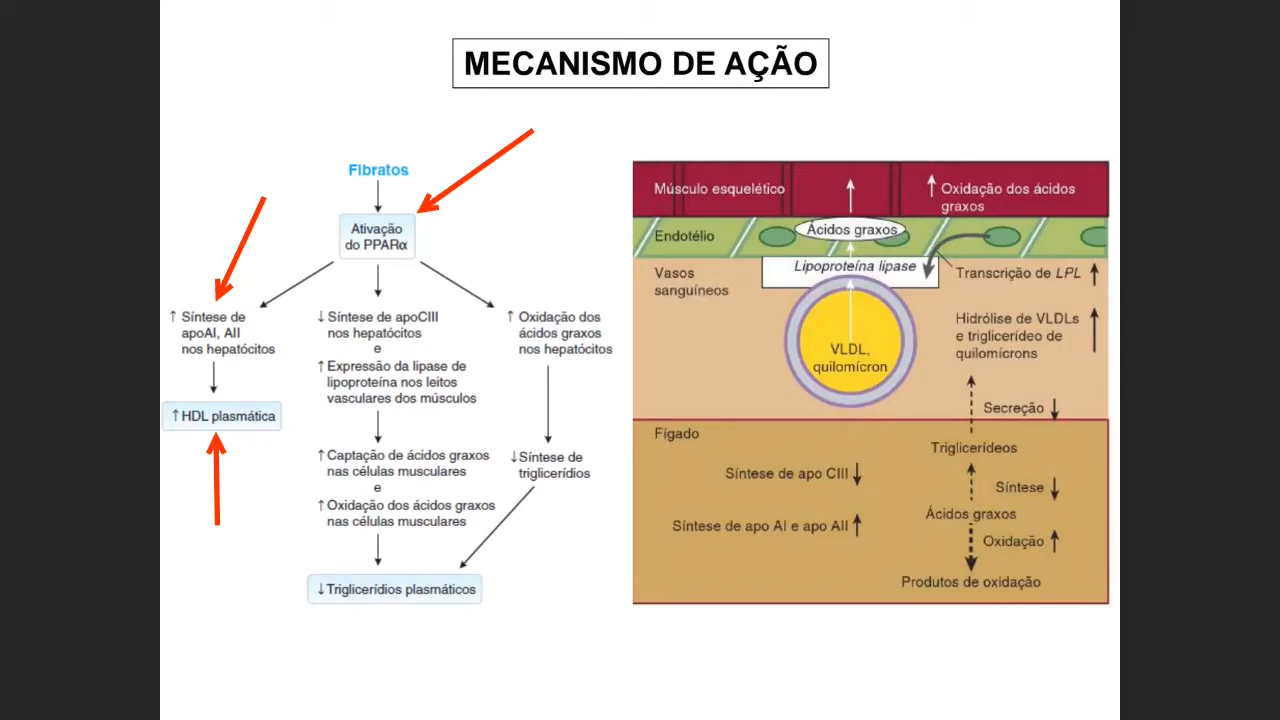 MECANISMO DE AÇÃO
Fibratos
Ativação
do PPARα
↑ Síntese de
apoAI, AII
nos hepatócitos
↑ HDL plasmática
↓ Síntese de apoCIII
nos hepatócitos
e
↑ Expressão da lipase de
lipoproteína nos leitos
vasculares dos músculos
↑ Captação de ácidos graxos
nas células musculares
e
↑ Oxidação dos ácidos graxos
nas células musculares
↑ Oxidação dos
ácidos graxos
nos hepatócitos
↓ Síntese de
triglicerídios
↓ Triglicerídios plasmáticos
Músculo esquelético
↑ Oxidação dos ácidos
graxos
Endotélio
Ácidos graxos
Lipoproteína lipase
Vasos
sanguíneos
Transcrição de LPL ↑
VLDL,
quilomícron
Hidrólise de VLDLs
e triglicerídeo de
quilomícrons ↑
Secreção ↓
Fígado
Triglicerídeos
Síntese de apo CIII ↓
Síntese ↓
Síntese de apo AI e apo AII ↑
Ácidos graxos
Oxidação ↑
Produtos de oxidação